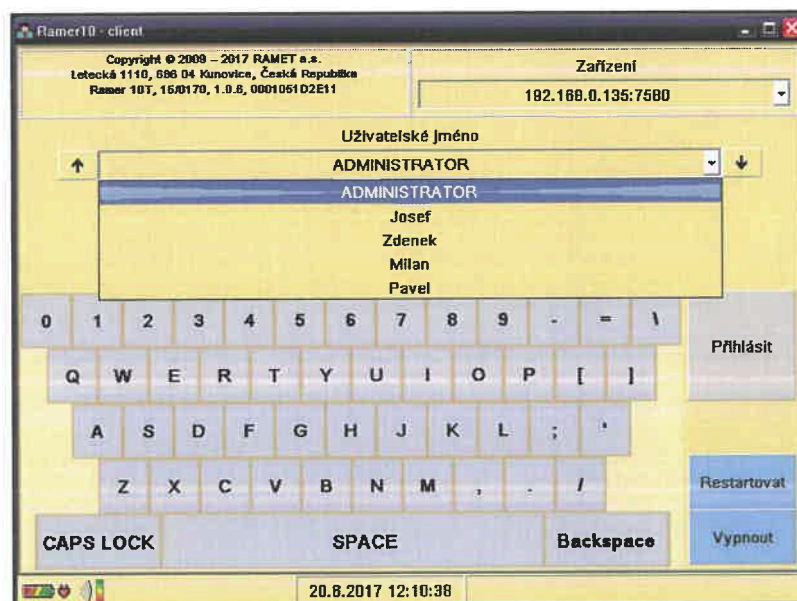 Ramer10 - client
Copyright © 2009 – 2017 RAMET a.s.
Letecká 1110, 686 04 Kunovice, Česká Republika
Ramer 10T, 15/0170, 1.0.6, 0001051D2E11
Zařízení
192.168.0.135:7580
Uživatelské jméno
ADMINISTRATOR
ADMINISTRATOR
Josef
Zdenek
Milan
Pavel
0 1 2 3 4 5 6 7 8 9 - = \
Q W E R T Y U I O P [ ]
Přihlásit
A S D F G H J K L ; '
Z X C V B N M , . /
Restartovat
CAPS LOCK SPACE Backspace
Vypnout
20.6.2017 12:10:38